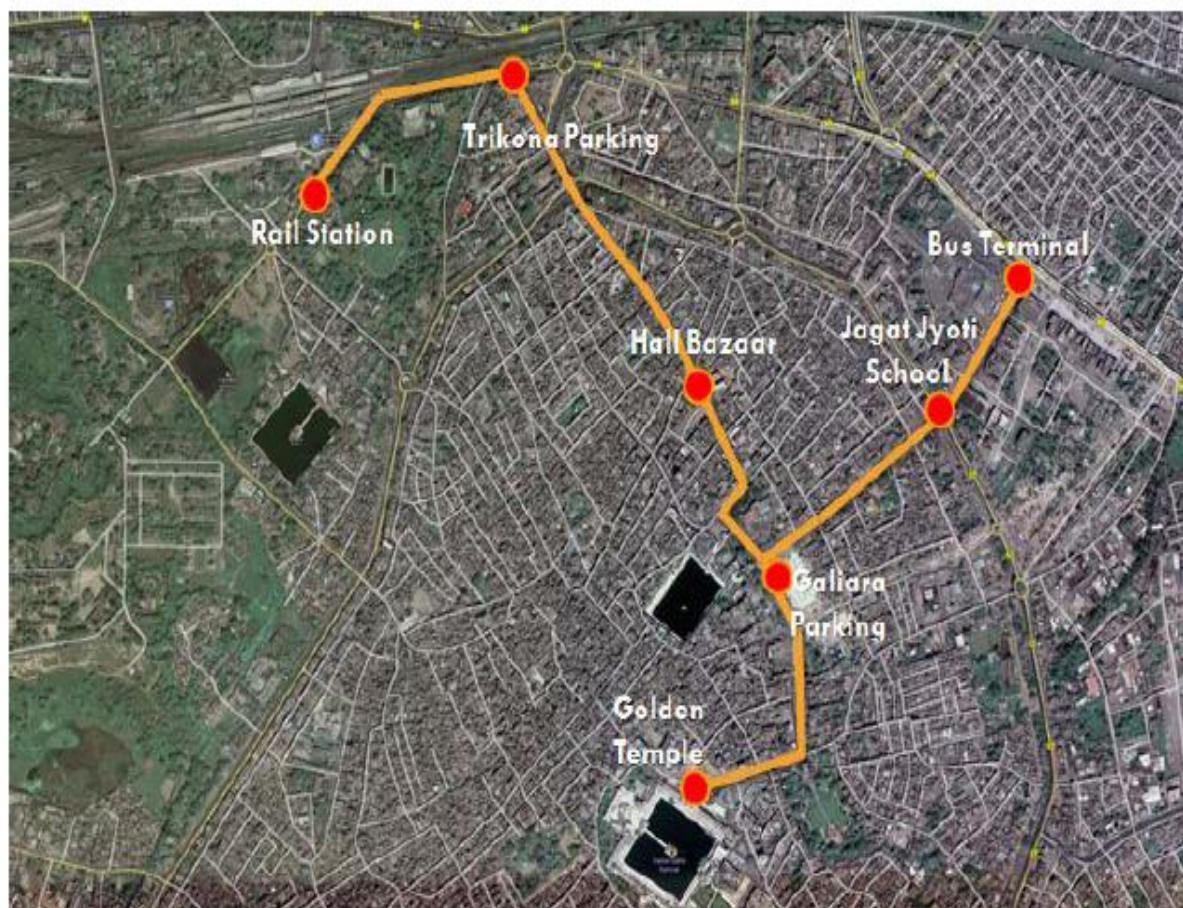 Trikona Parking
Rail Station
Bus Terminal
Jagat Jyoti
School
Hall Bazaar
Galiara
Parking
Golden
Temple